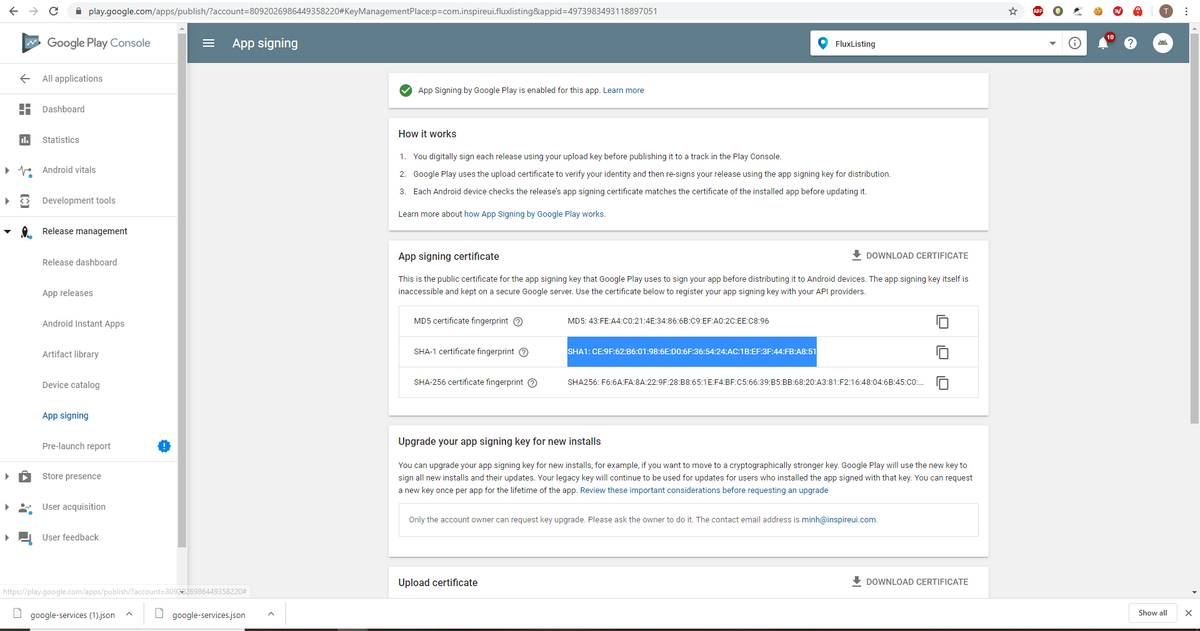 play.google.com/apps/publish/?account=8092026986449358220#KeyManagementPlace:p=com.inspireui.fluxlisting&appid=4973983493118897051
ABP
T
Google Play Console
App signing
FluxListing
10
All applications
Dashboard
Statistics
Android vitals
Development tools
Release management
Release dashboard
App releases
Android Instant Apps
Artifact library
Device catalog
App signing
Pre-launch report
Store presence
User acquisition
User feedback
App Signing by Google Play is enabled for this app. Learn more
How it works
1. You digitally sign each release using your upload key before publishing it to a track in the Play Console.
2. Google Play uses the upload certificate to verify your identity and then re-signs your release using the app signing key for distribution.
3. Each Android device checks the release's app signing certificate matches the certificate of the installed app before updating it.
Learn more about how App Signing by Google Play works.
App signing certificate
DOWNLOAD CERTIFICATE
This is the public certificate for the app signing key that Google Play uses to sign your app before distributing it to Android devices. The app signing key itself is
inaccessible and kept on a secure Google server. Use the certificate below to register your app signing key with your API providers.
MD5 certificate fingerprint
MD5: 43:FE:A4:C0:21:4E:34:86:6B:C9:EF:A0:2C:EE:C8:96
SHA-1 certificate fingerprint
SHA1: CE:9F:62:B6:01:98:6E:D0:6F:36:54:24:AC:1B:EF:3F:44:FB:A8:51
SHA-256 certificate fingerprint
SHA256: F6:6A:FA:8A:22:9F:28:B8:65:1E:F4:BF:C5:66:39:B5:BB:68:20:A3:81:F2:16:48:04:6B:45:C0:...
Upgrade your app signing key for new installs
You can upgrade your app signing key for new installs, for example, if you want to move to a cryptographically stronger key. Google Play will use the new key to
sign all new installs and their updates. Your legacy key will continue to be used for updates for users who installed the app signed with that key. You can request
a new key once per app for the lifetime of the app. Review these important considerations before requesting an upgrade
Only the account owner can request key upgrade. Please ask the owner to do it. The contact email address is minh@inspireui.com.
Upload certificate
DOWNLOAD CERTIFICATE
https://play.google.com/apps/publish/?account=8092026986449358220#
google-services (1).json
google-services.json
Show all